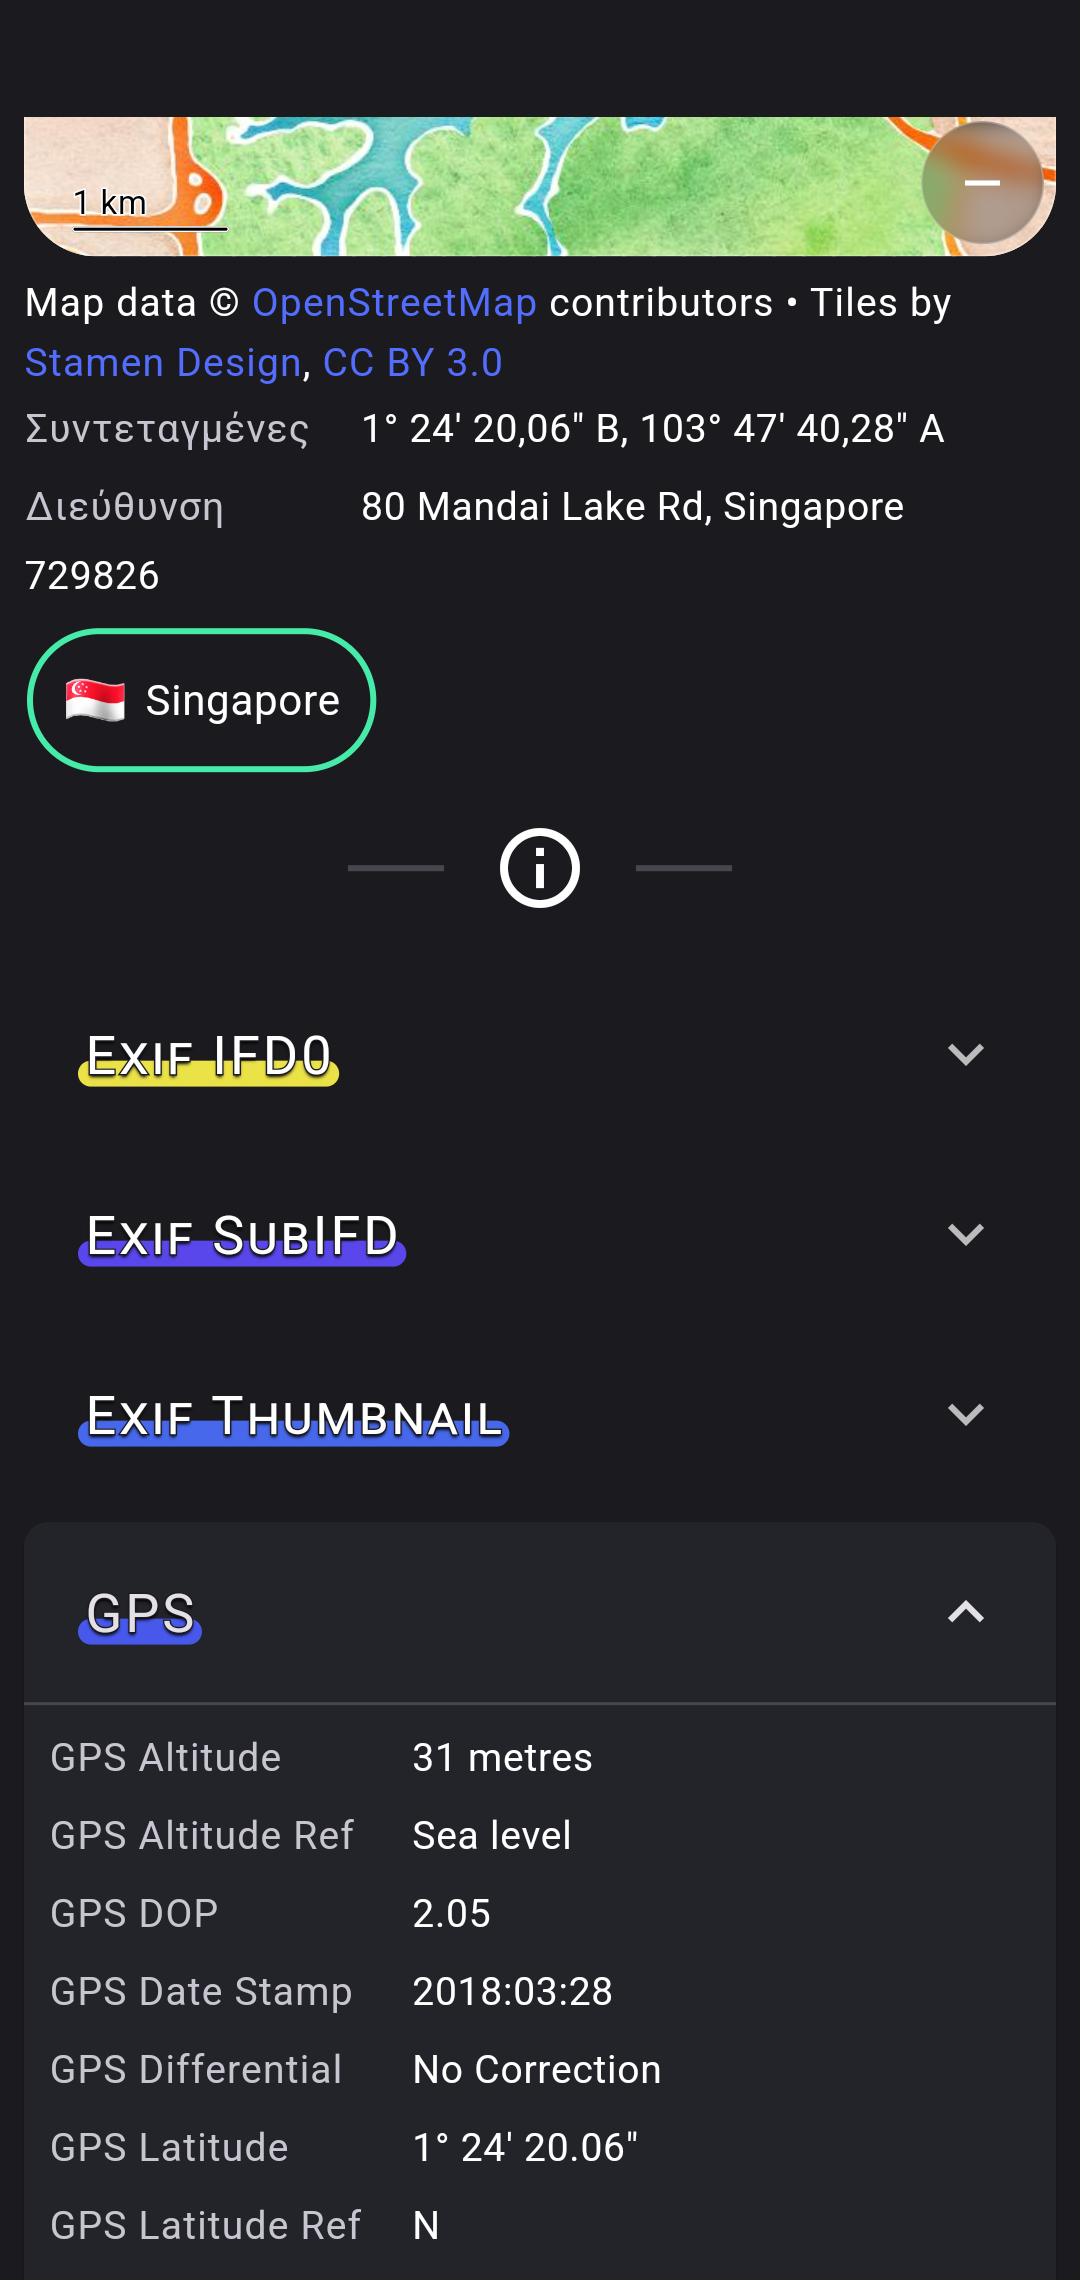 1 km
Map data © OpenStreetMap contributors • Tiles by
Stamen Design, CC BY 3.0
Συντεταγμένες 1° 24' 20,06" Β, 103° 47' 40,28" Α
Διεύθυνση 80 Mandai Lake Rd, Singapore
729826
Singapore
Exif IFD0
Exif SubIFD
Exif Thumbnail
GPS
GPS Altitude 31 metres
GPS Altitude Ref Sea level
GPS DOP 2.05
GPS Date Stamp 2018:03:28
GPS Differential No Correction
GPS Latitude 1° 24' 20.06"
GPS Latitude Ref N